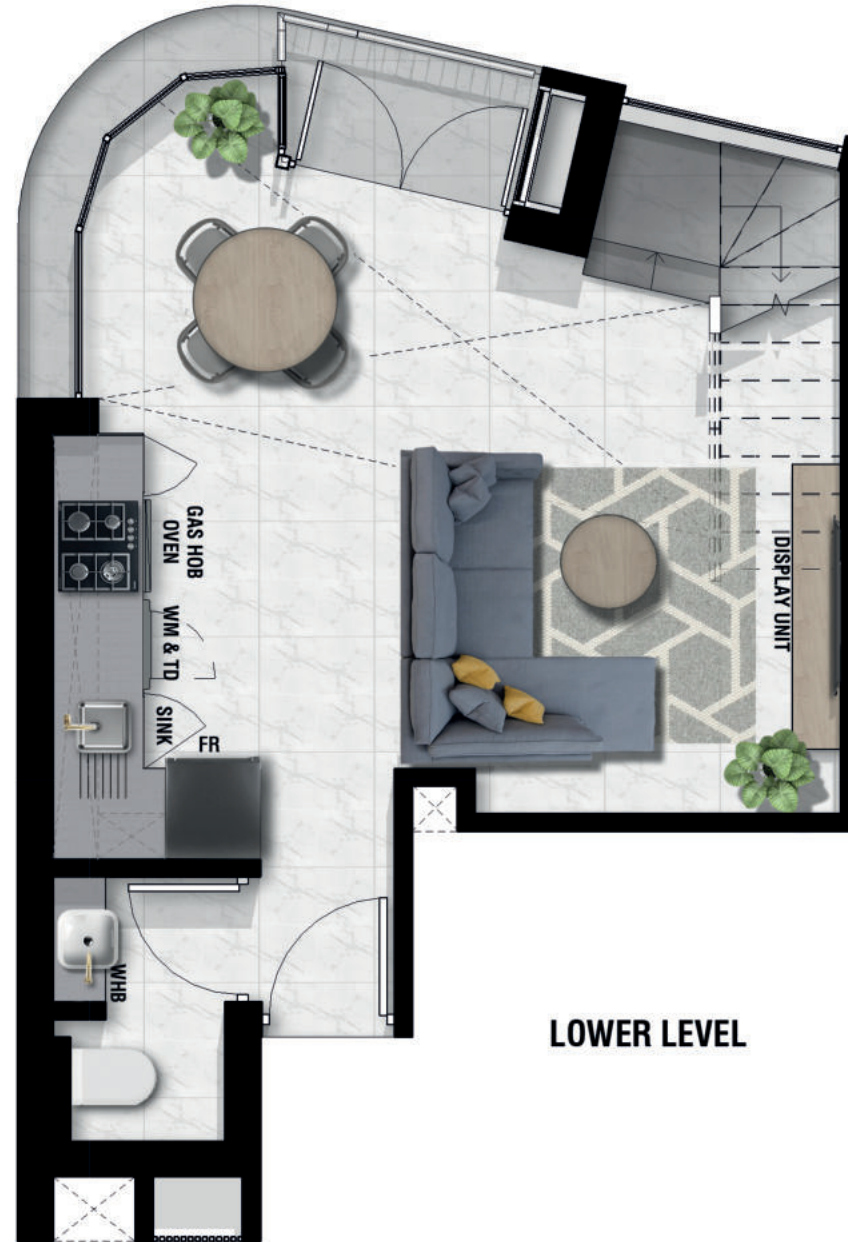 GAS HOB
OVEN
WM & TD
SINK
FR
DISPLAY UNIT
WHB
LOWER LEVEL